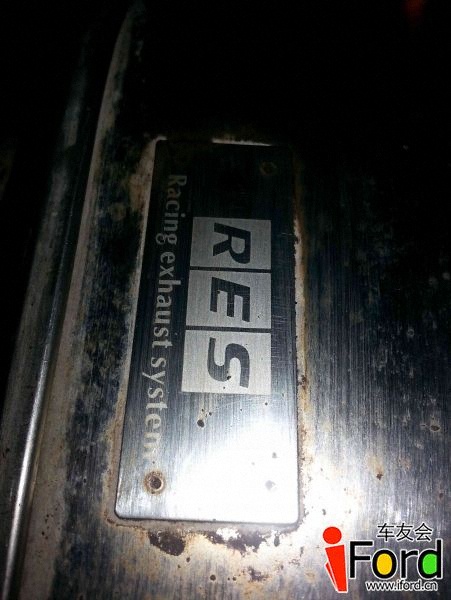 RES
Racing exhaust system
车友会
iFord
www.iford.cn